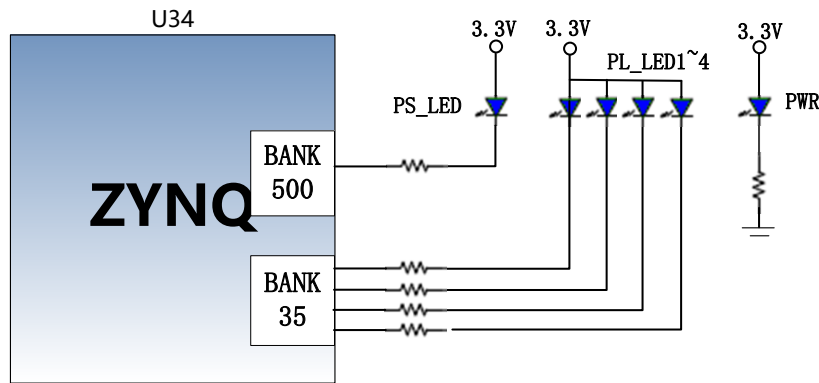 U34
3.3V
3.3V
3.3V
PL_LED1~4
PS_LED
PWR
BANK
500
ZYNQ
BANK
35